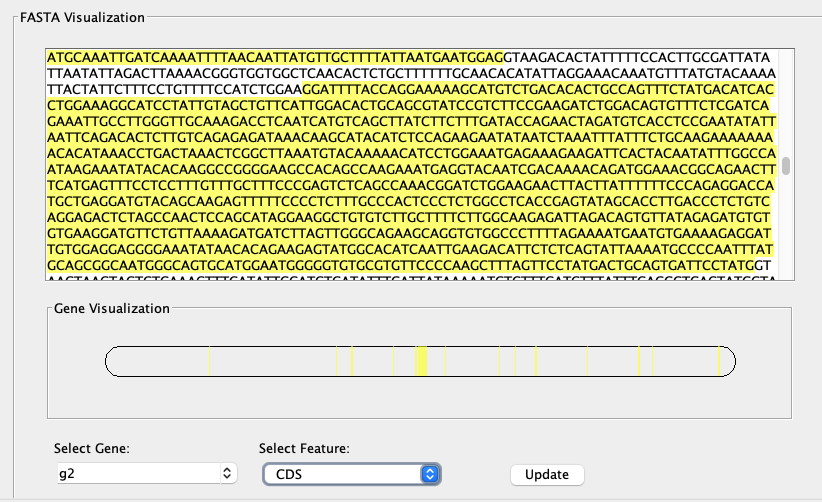 FASTA Visualization
ATGCAAATTGATCAAAATTTTAACAATTATGTTGCTTTTATTAATGAATGGAGGTAAGACACTATTTTTCCACTTGCGATTATA
TTAATATTAGACTTAAAACGGGTGGTGGCTCAACACTCTGCTTTTTTGCAACACATATTAGGAAACAAATGTTTATGTACAAAA
TTACTATTCTTTCCTGTTTTCCATCTGGAAGGATTTTACCAGGAAAAAGCATGTCTGACACACTGCCAGTTTCTATGACATCAC
CTGGAAAGGCATCCTATTGTAGCTGTTCATTGGACACTGCAGCGTATCCGTCTTCCGAAGATCTGGACAGTGTTTCTCGATCA
GAAATTGCCTTGGGTTGCAAAGACCTCAATCATGTCAGCTTATCTTCTTTGATACCAGAACTAGATGTCACCTCCGAATATATT
AATTCAGACACTCTTGTCAGAGAGATAAACAAGCATACATCTCCAGAAGAATATAATCTAAATTTATTTCTGCAAGAAAAAAA
ACACATAAACCTGACTAAACTCGGCTTAAATGTACAAAAACATCCTGGAAATGAGAAAGAAGATTCACTACAATATTTGGCCA
ATAAGAAATATACACAAGGCCGGGGAAGCCACAGCCAAGAAATGAGGTACAATCGACAAAACAGATGGAAACGGCAGAACTT
TCATGAGTTTCCTCCTTTGTTTGCTTTCCCGAGTCTCAGCCAAACGGATCTGGAAGAACTTACTTATTTTTTCCCAGAGGACCA
TGCTGAGGATGTACAGCAAGAGTTTTTCCCCTCTTTGCCCACTCCCTCTGGCCTCACCGAGTATAGCACCTTGACCCTCTGTC
AGGAGACTCTAGCCAACTCCAGCATAGGAAGGCTGTGTCTTGCTTTTCTTGGCAAGAGATTAGACAGTGTTATAGAGATGTGT
GTGAAGGATGTTCTGTTAAAAGATGATCTTAGTTGGGCAGAAGCAGGTGTGGCCCTTTTAGAAAATGAATGTGAAAAGAGGAT
TGTGGAGGAGGGGAAATATAACACAGAAGAGTATGGCACATCAATTGAAGACATTCTCTCAGTATTAAAATGCCCCAATTTAT
GCAGCGGCAATGGGCAGTGCATGGAATGGGGGTGTGCGTGTTCCCCAAGCTTTAGTTCCTATGACTGCAGTGATTCCTATGGT
Gene Visualization
Select Gene:
Select Feature:
g2
CDS
Update